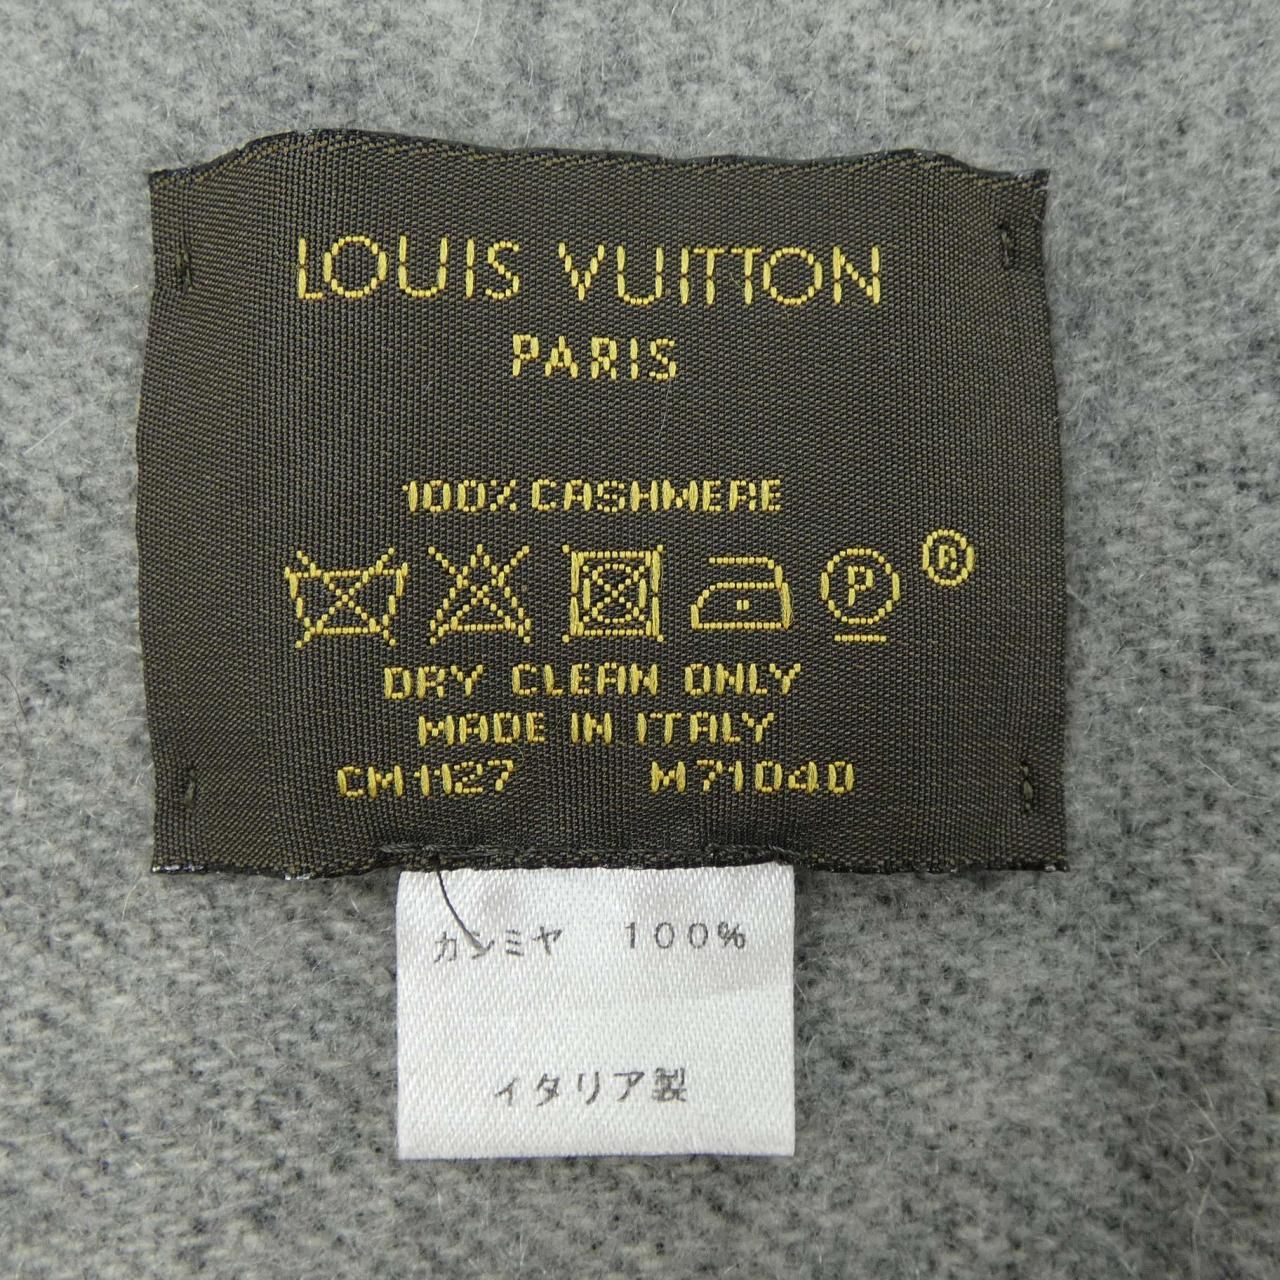 LOUIS VUITTON
PARIS
100% CASHMERE
P ®
DRY CLEAN ONLY
MADE IN ITALY
CM1127 M71040
カシミヤ 100%
イタリア製